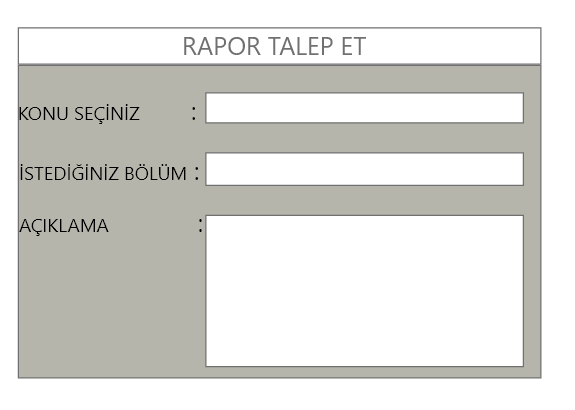 RAPOR TALEP ET
KONU SEÇİNİZ :
İSTEDİĞİNİZ BÖLÜM :
AÇIKLAMA :